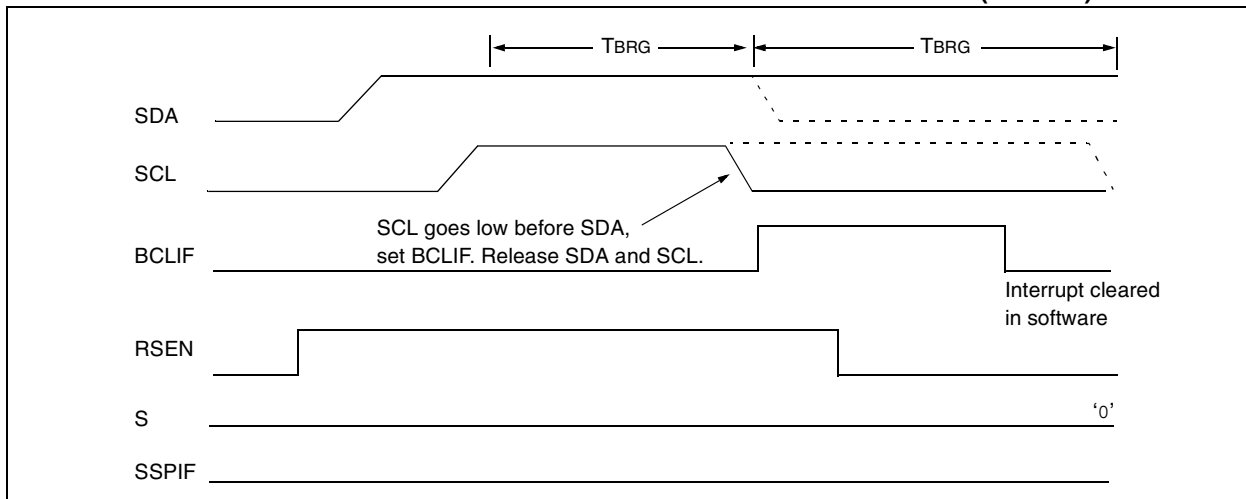 TBRG TBRG
SDA
SCL
SCL goes low before SDA,
set BCLIF. Release SDA and SCL.
BCLIF
Interrupt cleared
in software
RSEN
S ‘0’
SSPIF